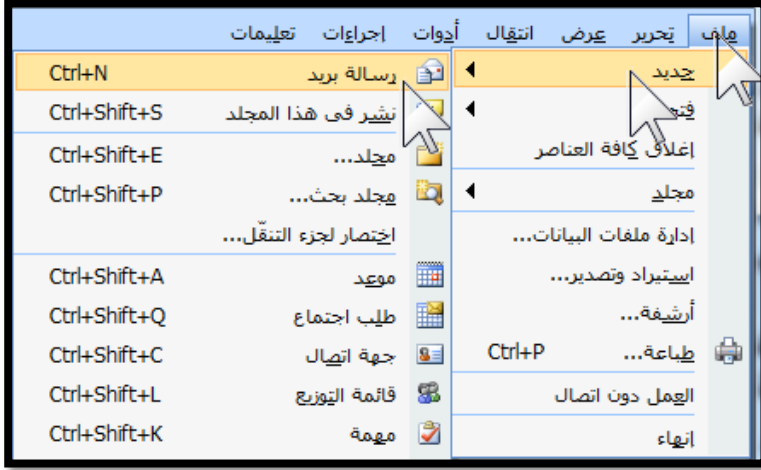 ملف تحرير عرض انتقال أدوات إجراءات تعليمات
جديد
إغلاق كافة العناصر
مجلد
إدارة ملفات البيانات...
استيراد وتصدير...
أرشفة...
طباعة... Ctrl+P
العمل دون اتصال
إنهاء
رسالة بريد Ctrl+N
نشر فى هذا المجلد Ctrl+Shift+S
مجلد... Ctrl+Shift+E
مجلد بحث... Ctrl+Shift+P
اختصار لجزء التنقّل...
موعد Ctrl+Shift+A
طلب اجتماع Ctrl+Shift+Q
جهة اتصال Ctrl+Shift+C
قائمة التوزيع Ctrl+Shift+L
مهمة Ctrl+Shift+K